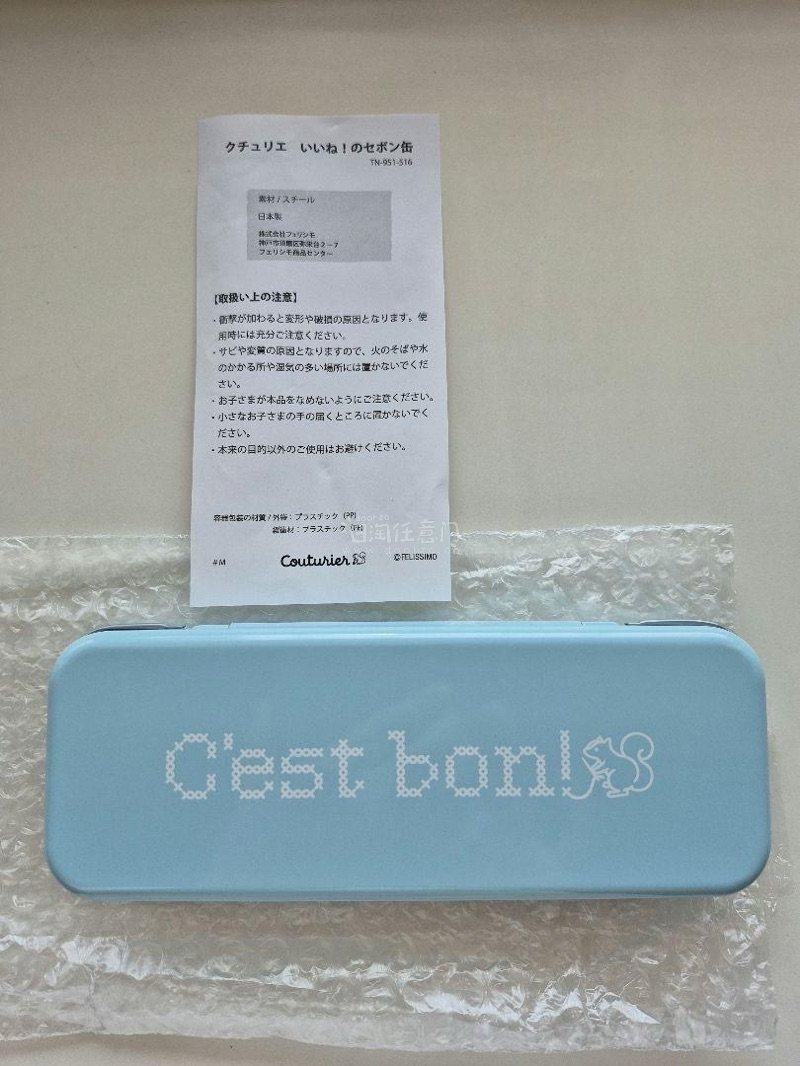 クチュリエ　いいね！のセボン缶
TN-951-516
素材 / スチール
日本製
株式会社フェリシモ
神戸市須磨区弥栄台２－７
フェリシモ商品センター
【取扱い上の注意】
・衝撃が加わると変形や破損の原因となります。使
用時には充分ご注意ください。
・サビや変質の原因となりますので、火のそばや水
のかかる所や湿気の多い場所には置かないでくだ
さい。
・お子さまが本品をなめないようにご注意ください。
・小さなお子さまの手の届くところに置かないでく
ださい。
・本来の目的以外のご使用はお避けください。
容器包装の材質 / 外袋：プラスチック (PP)
緩衝材：プラスチック (PE)
日淘任意门
#M
Couturier
©FELISSIMO
C'est bon!